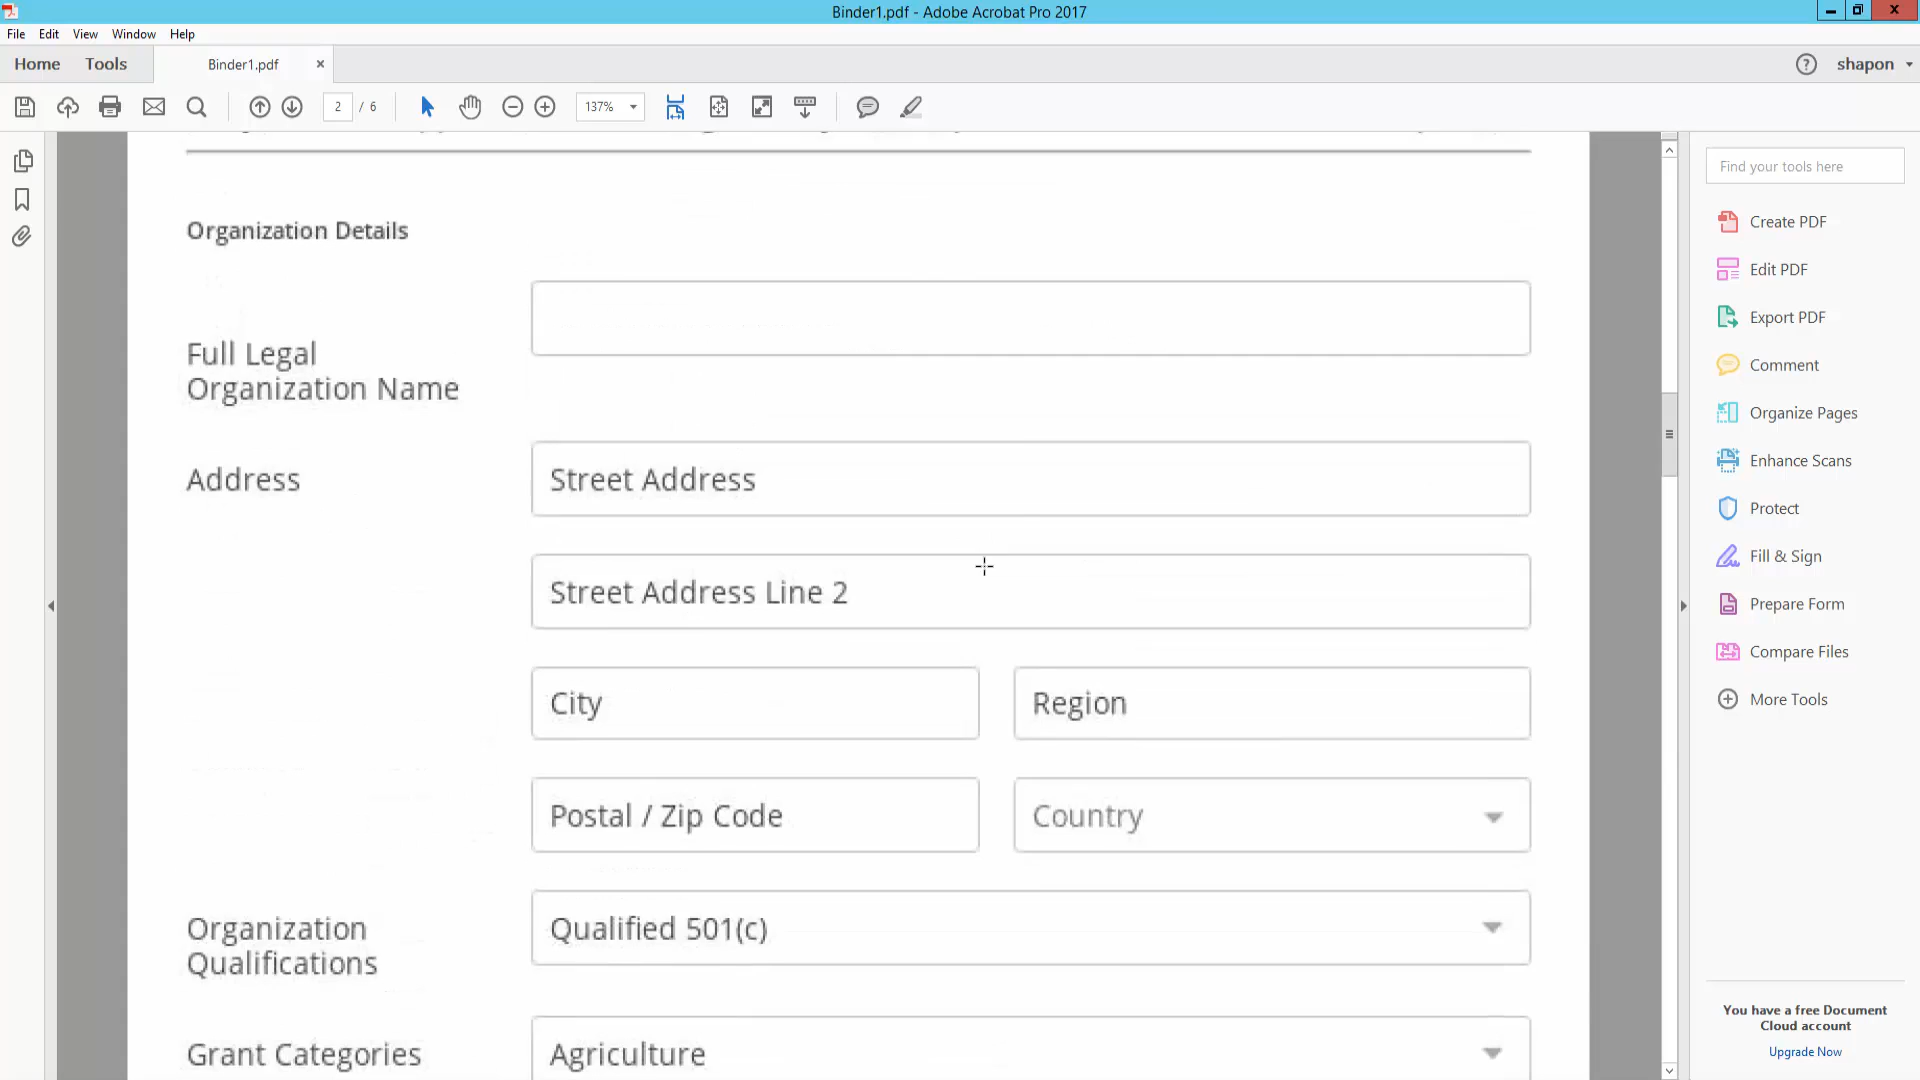 Binder1.pdf - Adobe Acrobat Pro 2017
File Edit View Window Help
Home Tools Binder1.pdf × ? shapon
2 / 6 137%
Find your tools here
Create PDF
Edit PDF
Export PDF
Comment
Organize Pages
Enhance Scans
Protect
Fill & Sign
Prepare Form
Compare Files
More Tools
You have a free Document
Cloud account
Upgrade Now
Organization Details
Full Legal
Organization Name
Address
Street Address
Street Address Line 2
City Region
Postal / Zip Code Country
Organization
Qualifications
Qualified 501(c)
Grant Categories
Agriculture